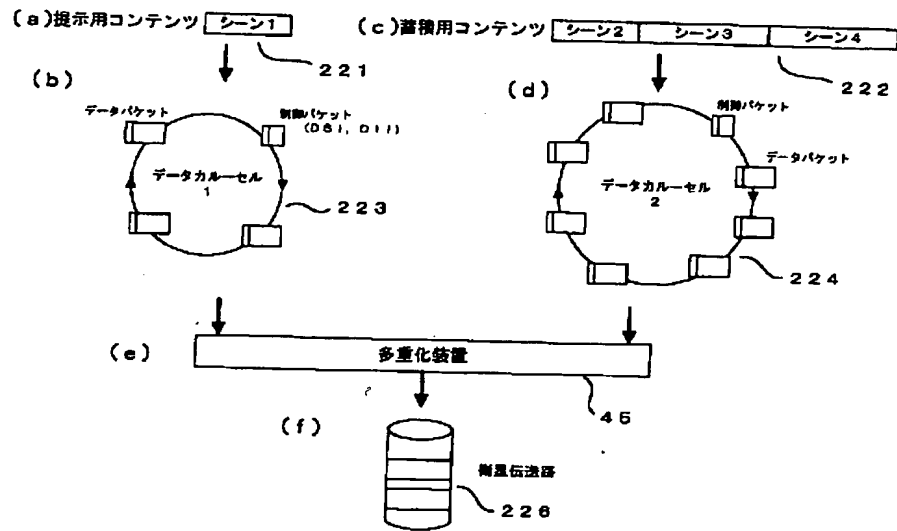 (a)提示用コンテンツ シーン1
(c)蓄積用コンテンツ シーン2 シーン3 シーン4
221
222
(b)
(d)
データパケット
制御パケット
(DSI, DII)
制御パケット
データパケット
データカルーセル
1
データカルーセル
2
223
224
(e)
多重化装置
45
(f)
衛星伝送路
226